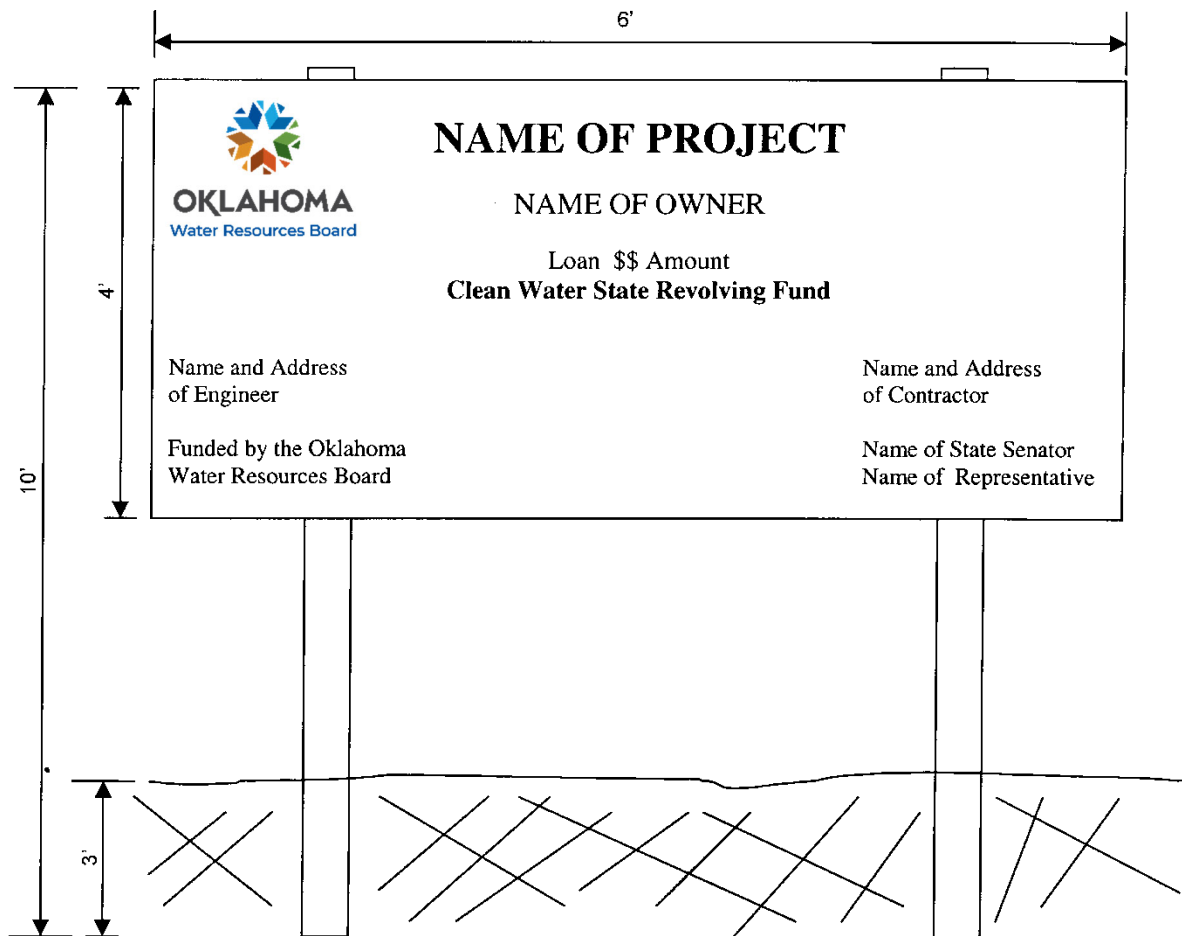 6'
NAME OF PROJECT
OKLAHOMA
Water Resources Board
NAME OF OWNER
Loan $$ Amount
Clean Water State Revolving Fund
4'
10'
Name and Address
of Engineer
Funded by the Oklahoma
Water Resources Board
Name and Address
of Contractor
Name of State Senator
Name of Representative
3'